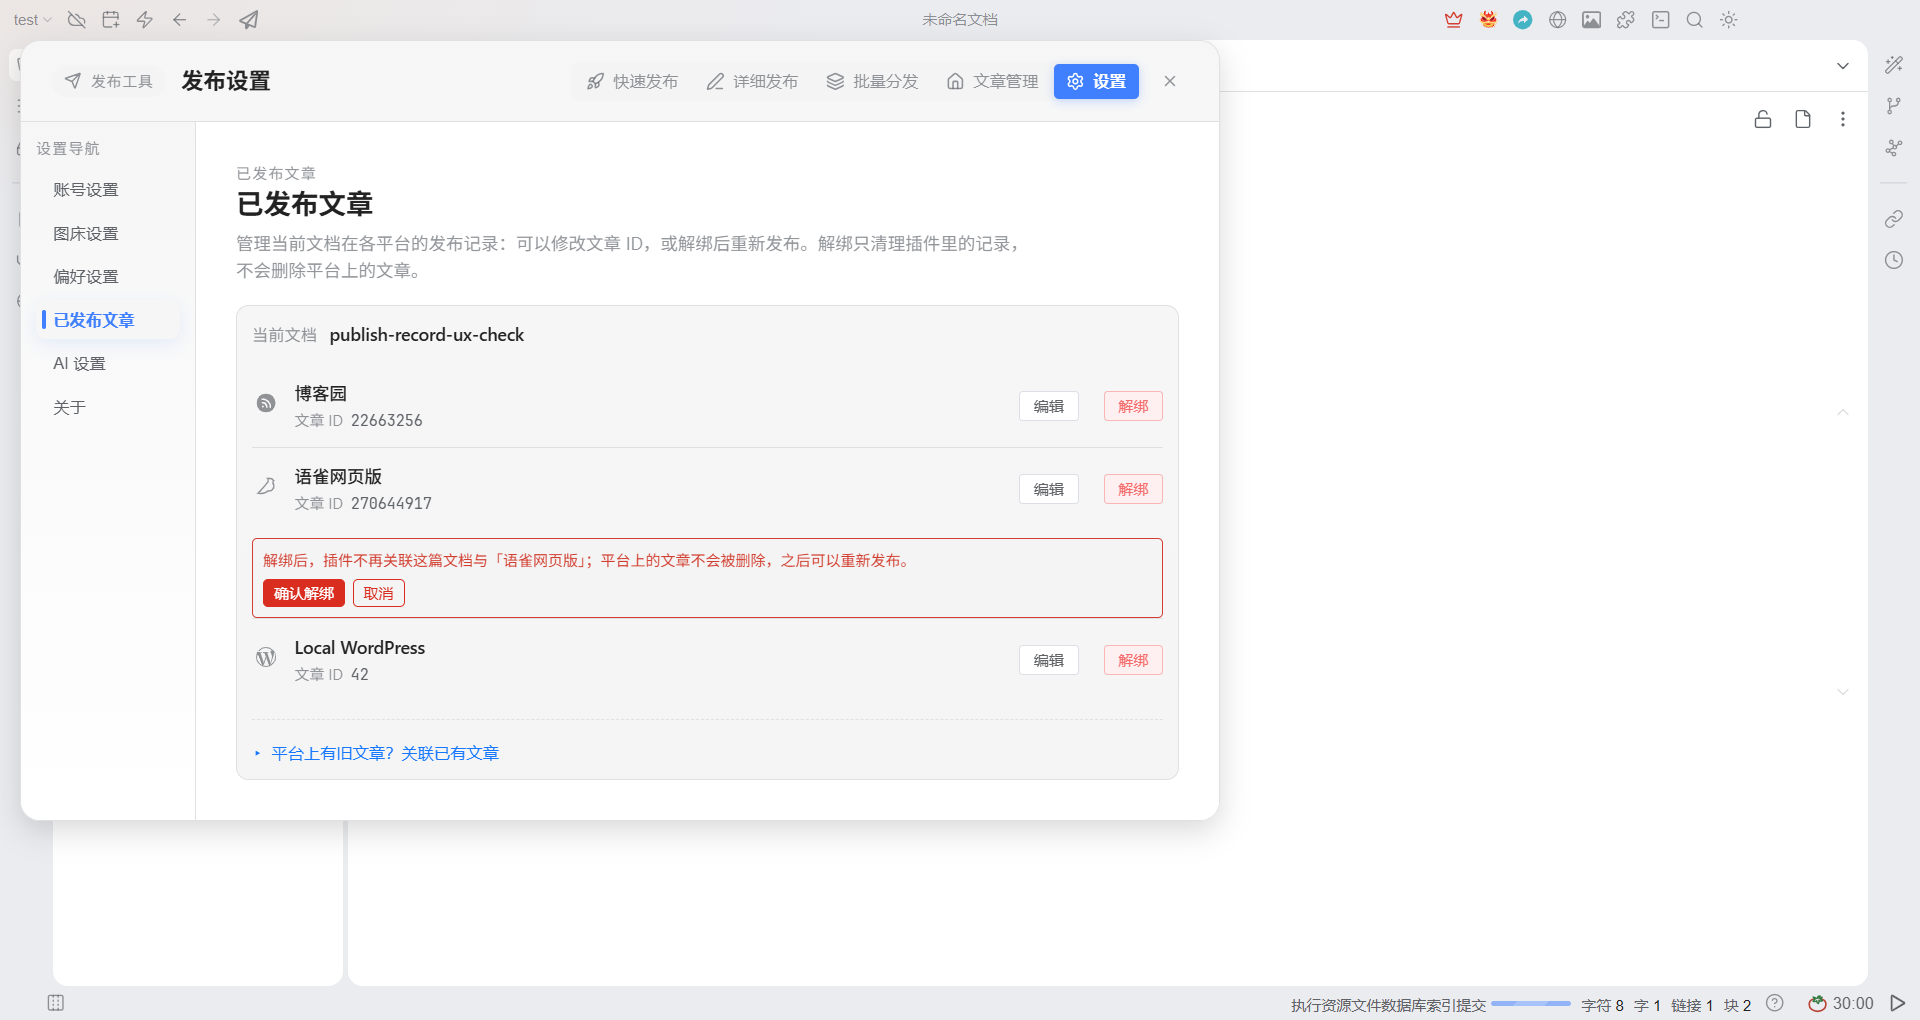 test
未命名文档
发布工具
发布设置
快速发布
详细发布
批量分发
文章管理
设置
设置导航
账号设置
图床设置
偏好设置
已发布文章
AI 设置
关于
已发布文章
已发布文章
管理当前文档在各平台的发布记录：可以修改文章 ID，或解绑后重新发布。解绑只清理插件里的记录，
不会删除平台上的文章。
当前文档 publish-record-ux-check
博客园
文章 ID 22663256
编辑
解绑
语雀网页版
文章 ID 270644917
编辑
解绑
解绑后，插件不再关联这篇文档与「语雀网页版」；平台上的文章不会被删除，之后可以重新发布。
确认解绑
取消
Local WordPress
文章 ID 42
编辑
解绑
平台上有旧文章？关联已有文章
执行资源文件数据库索引提交
字符 8 字 1 链接 1 块 2
30:00